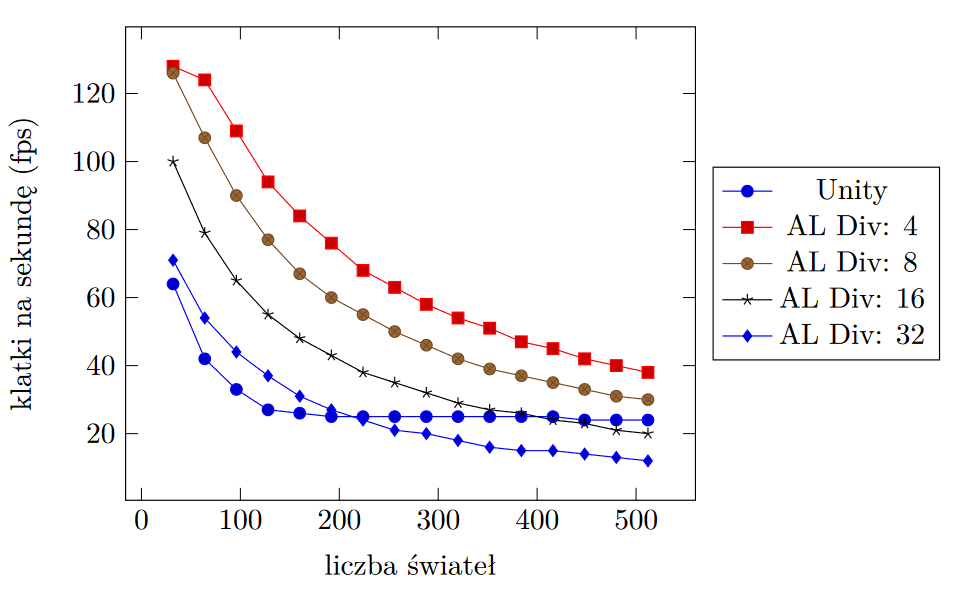 klatki na sekundę (fps)
120
100
80
60
40
20
0 100 200 300 400 500
liczba świateł
Unity
AL Div: 4
AL Div: 8
AL Div: 16
AL Div: 32